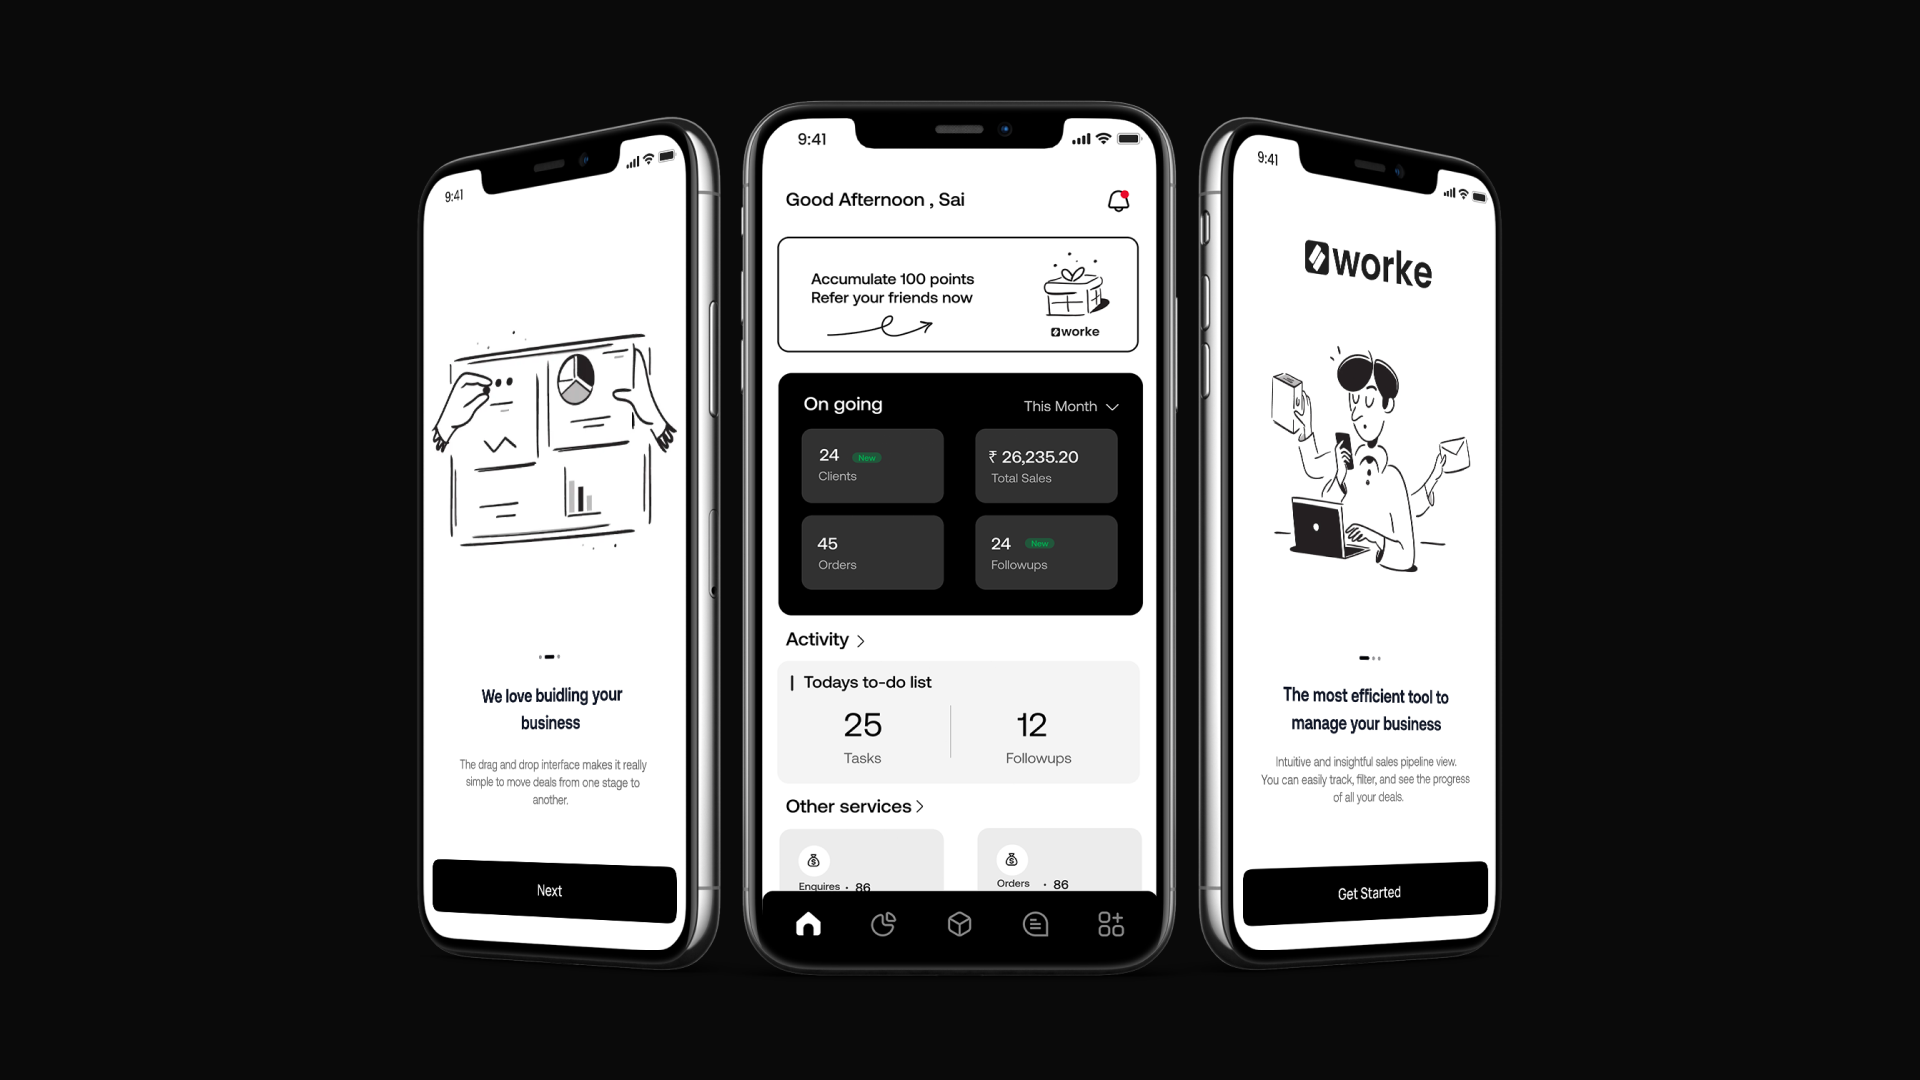 9:41
We love buidling your
business
The drag and drop interface makes it really
simple to move deals from one stage to
another.
Next
9:41
Good Afternoon , Sai
Accumulate 100 points
Refer your friends now
worke
On going
This Month
24 New
Clients
₹ 26,235.20
Total Sales
45
Orders
24 New
Followups
Activity
Todays to-do list
25
Tasks
12
Followups
Other services
Enquires · 86
Orders · 86
9:41
worke
The most efficient tool to
manage your business
Intuitive and insightful sales pipeline view.
You can easily track, filter, and see the progress
of all your deals.
Get Started